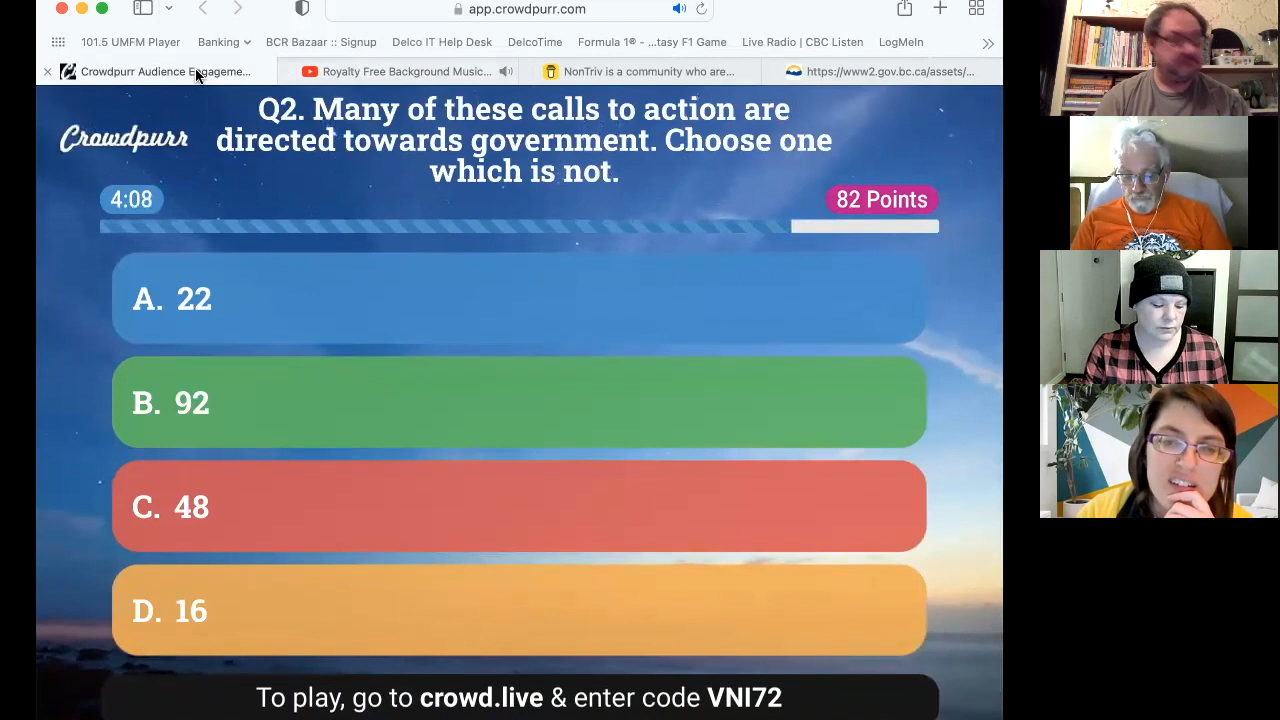 app.crowdpurr.com
101.5 UMFM Player
Banking
BCR Bazaar :: Signup
Delco IT Help Desk
DelcoTime
Formula 1® - ...tasy F1 Game
Live Radio | CBC Listen
LogMeIn
Crowdpurr Audience Engageme...
Royalty Free Background Music...
NonTriv is a community who are...
https://www2.gov.bc.ca/assets/...
Crowdpurr
Q2. Many of these calls to action are
directed towards government. Choose one
which is not.
4:08
82 Points
A. 22
B. 92
C. 48
D. 16
To play, go to crowd.live & enter code VNI72